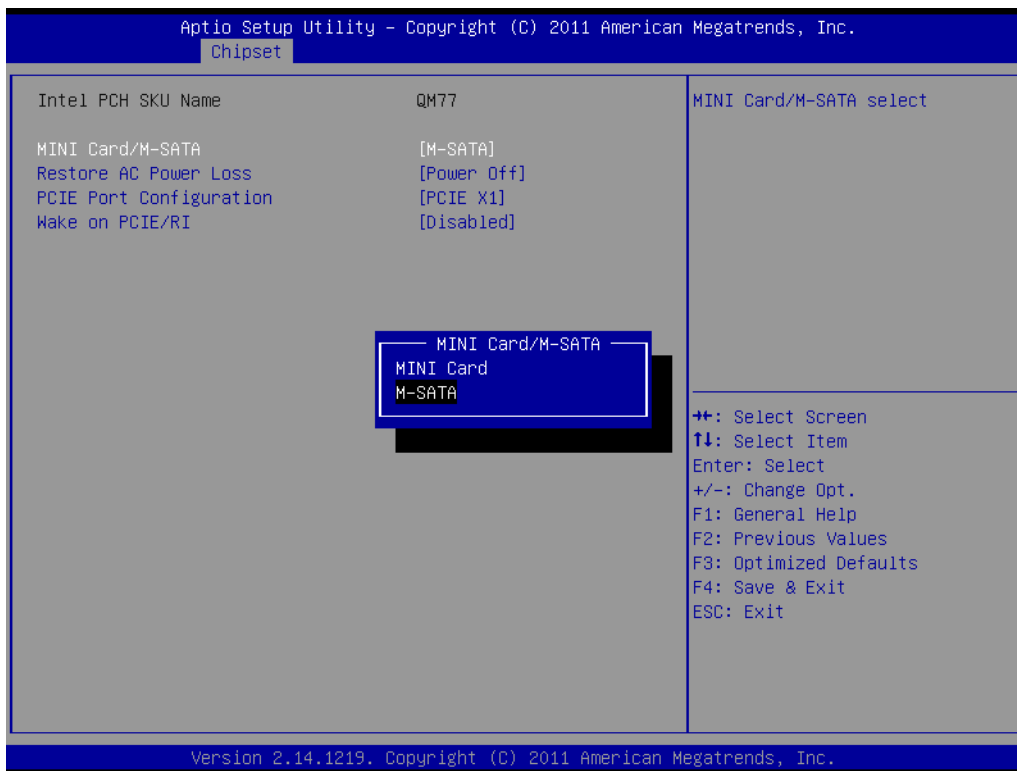 Aptio Setup Utility – Copyright (C) 2011 American Megatrends, Inc.
Chipset
Intel PCH SKU Name QM77
MINI Card/M-SATA [M-SATA]
Restore AC Power Loss [Power Off]
PCIE Port Configuration [PCIE X1]
Wake on PCIE/RI [Disabled]
MINI Card/M-SATA
MINI Card
M-SATA
MINI Card/M-SATA select
→←: Select Screen
↑↓: Select Item
Enter: Select
+/-: Change Opt.
F1: General Help
F2: Previous Values
F3: Optimized Defaults
F4: Save & Exit
ESC: Exit
Version 2.14.1219. Copyright (C) 2011 American Megatrends, Inc.